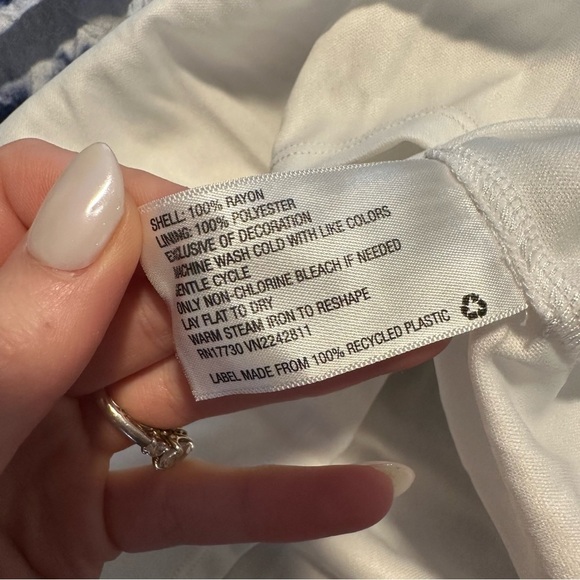 SHELL: 100% RAYON
LINING: 100% POLYESTER
EXCLUSIVE OF DECORATION
MACHINE WASH COLD WITH LIKE COLORS
GENTLE CYCLE
ONLY NON-CHLORINE BLEACH IF NEEDED
LAY FLAT TO DRY
WARM STEAM IRON TO RESHAPE
RN17730 VN2242811
LABEL MADE FROM 100% RECYCLED PLASTIC